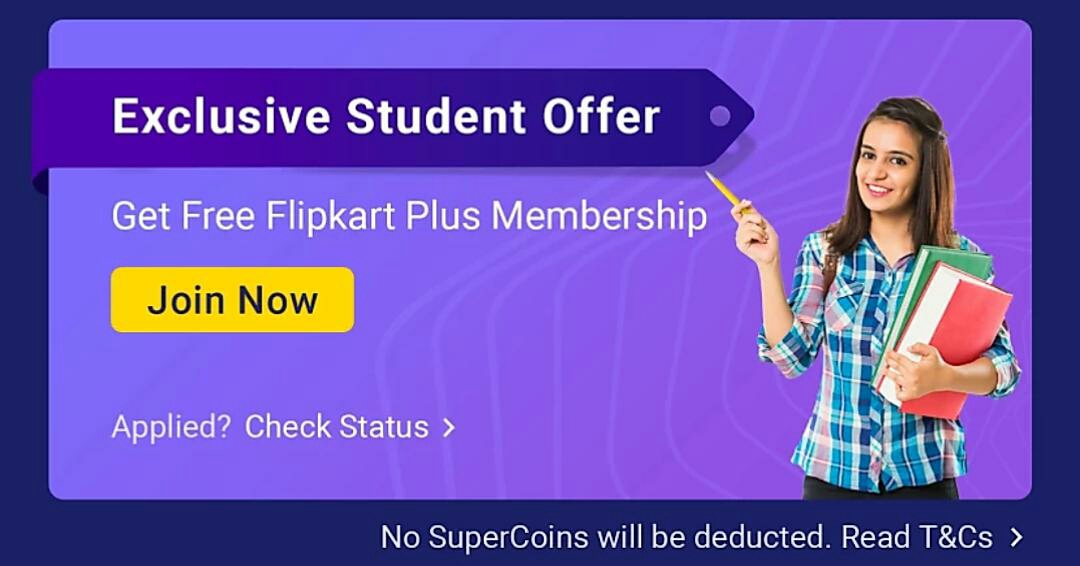 Exclusive Student Offer
Get Free Flipkart Plus Membership
Join Now
Applied? Check Status >
No SuperCoins will be deducted. Read T&Cs >